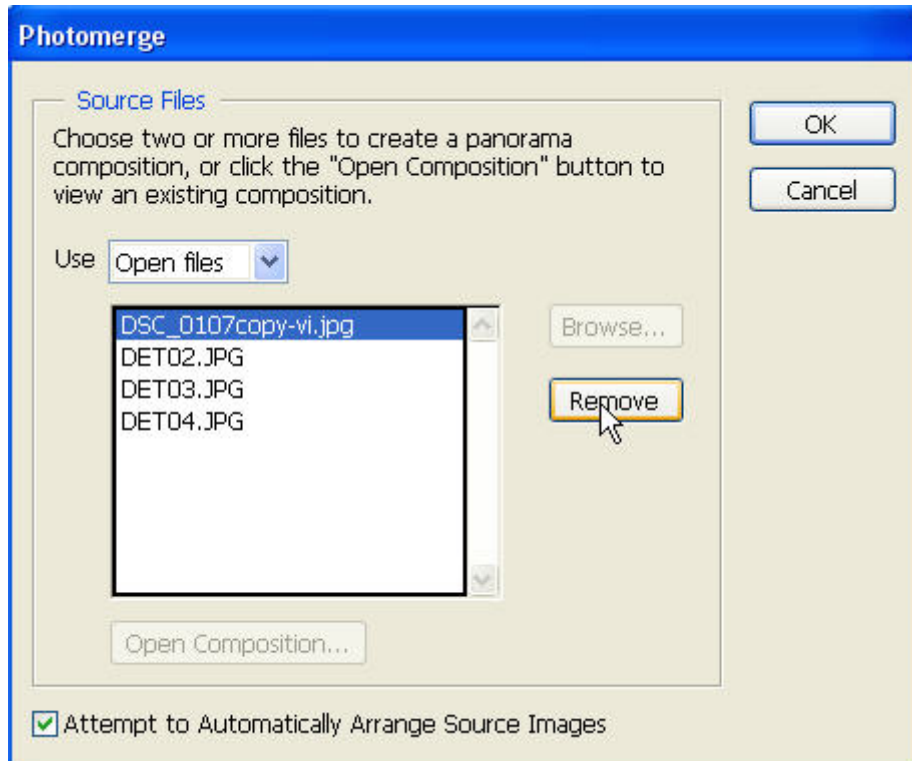 Photomerge
Source Files
Choose two or more files to create a panorama
composition, or click the "Open Composition" button to
view an existing composition.
OK
Cancel
Use Open files
DSC_0107copy-vi.jpg
DET02.JPG
DET03.JPG
DET04.JPG
Browse...
Remove
Open Composition...
Attempt to Automatically Arrange Source Images